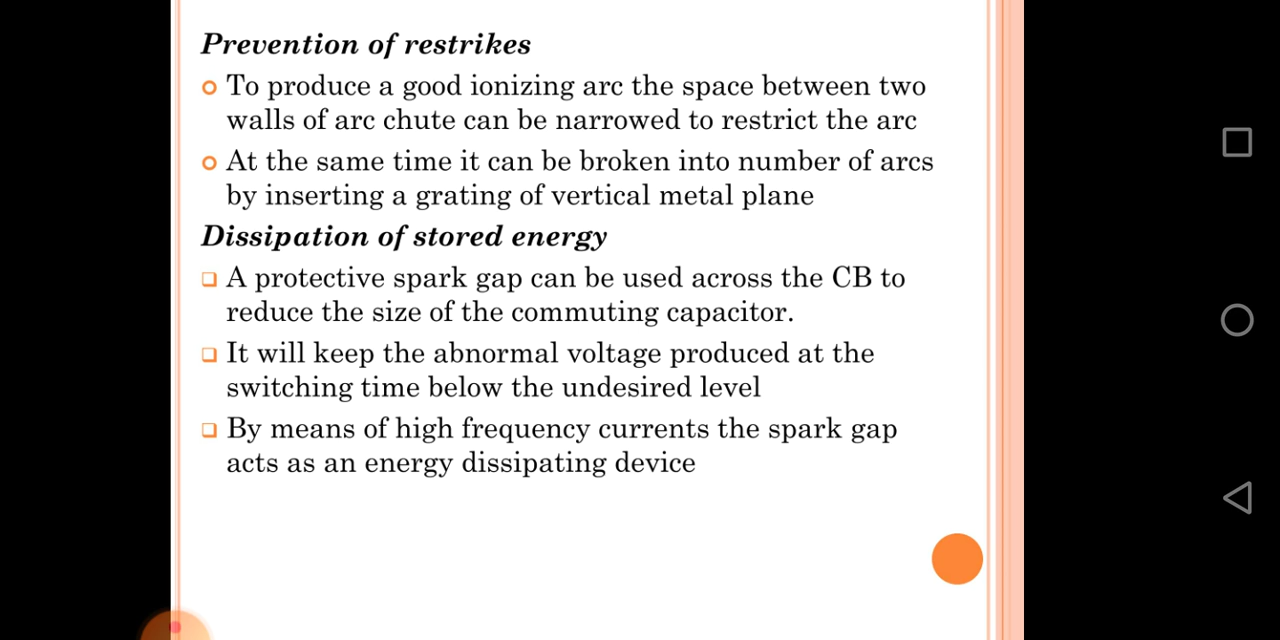 Prevention of restrikes
To produce a good ionizing arc the space between two
walls of arc chute can be narrowed to restrict the arc
At the same time it can be broken into number of arcs
by inserting a grating of vertical metal plane
Dissipation of stored energy
A protective spark gap can be used across the CB to
reduce the size of the commuting capacitor.
It will keep the abnormal voltage produced at the
switching time below the undesired level
By means of high frequency currents the spark gap
acts as an energy dissipating device